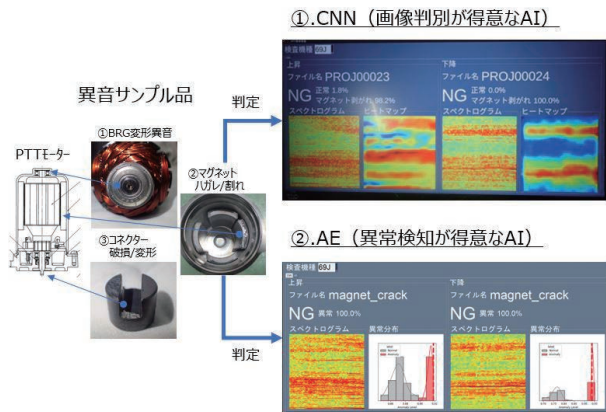 ①.CNN（画像判別が得意なAI）
検査機種 69J
上昇
ファイル名 PROJ00023
NG 正常 1.8%
マグネット剥がれ 98.2%
スペクトログラム ヒートマップ
下降
ファイル名 PROJ00024
NG 正常 0.0%
マグネット剥がれ 100.0%
スペクトログラム ヒートマップ
異音サンプル品
判定
①BRG変形異音
PTTモーター
②マグネット
ハガレ/割れ
③コネクター
破損/変形
判定
②.AE（異常検知が得意なAI）
検査機種 69J
上昇
ファイル名 magnet_crack
NG 異常 100.0%
スペクトログラム 異常分布
下降
ファイル名 magnet_crack
NG 異常 100.0%
スペクトログラム 異常分布